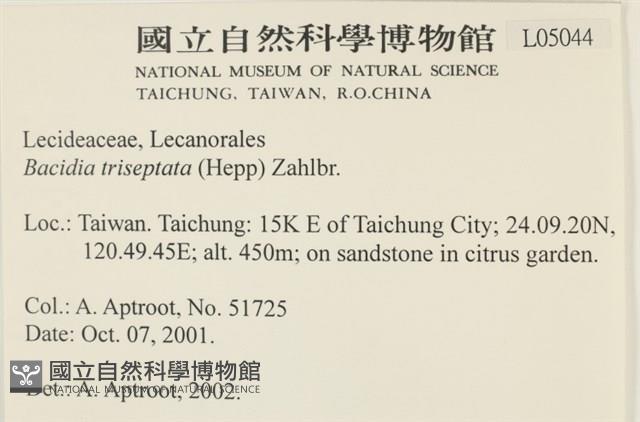 國立自然科學博物館 L05044
NATIONAL MUSEUM OF NATURAL SCIENCE
TAICHUNG, TAIWAN, R.O.CHINA
Lecideaceae, Lecanorales
Bacidia triseptata (Hepp) Zahlbr.
Loc.: Taiwan. Taichung: 15K E of Taichung City; 24.09.20N,
120.49.45E; alt. 450m; on sandstone in citrus garden.
Col.: A. Aptroot, No. 51725
Date: Oct. 07, 2001.
國立自然科學博物館
NATIONAL MUSEUM OF NATURAL SCIENCE
Det.: A. Aptroot, 2002.